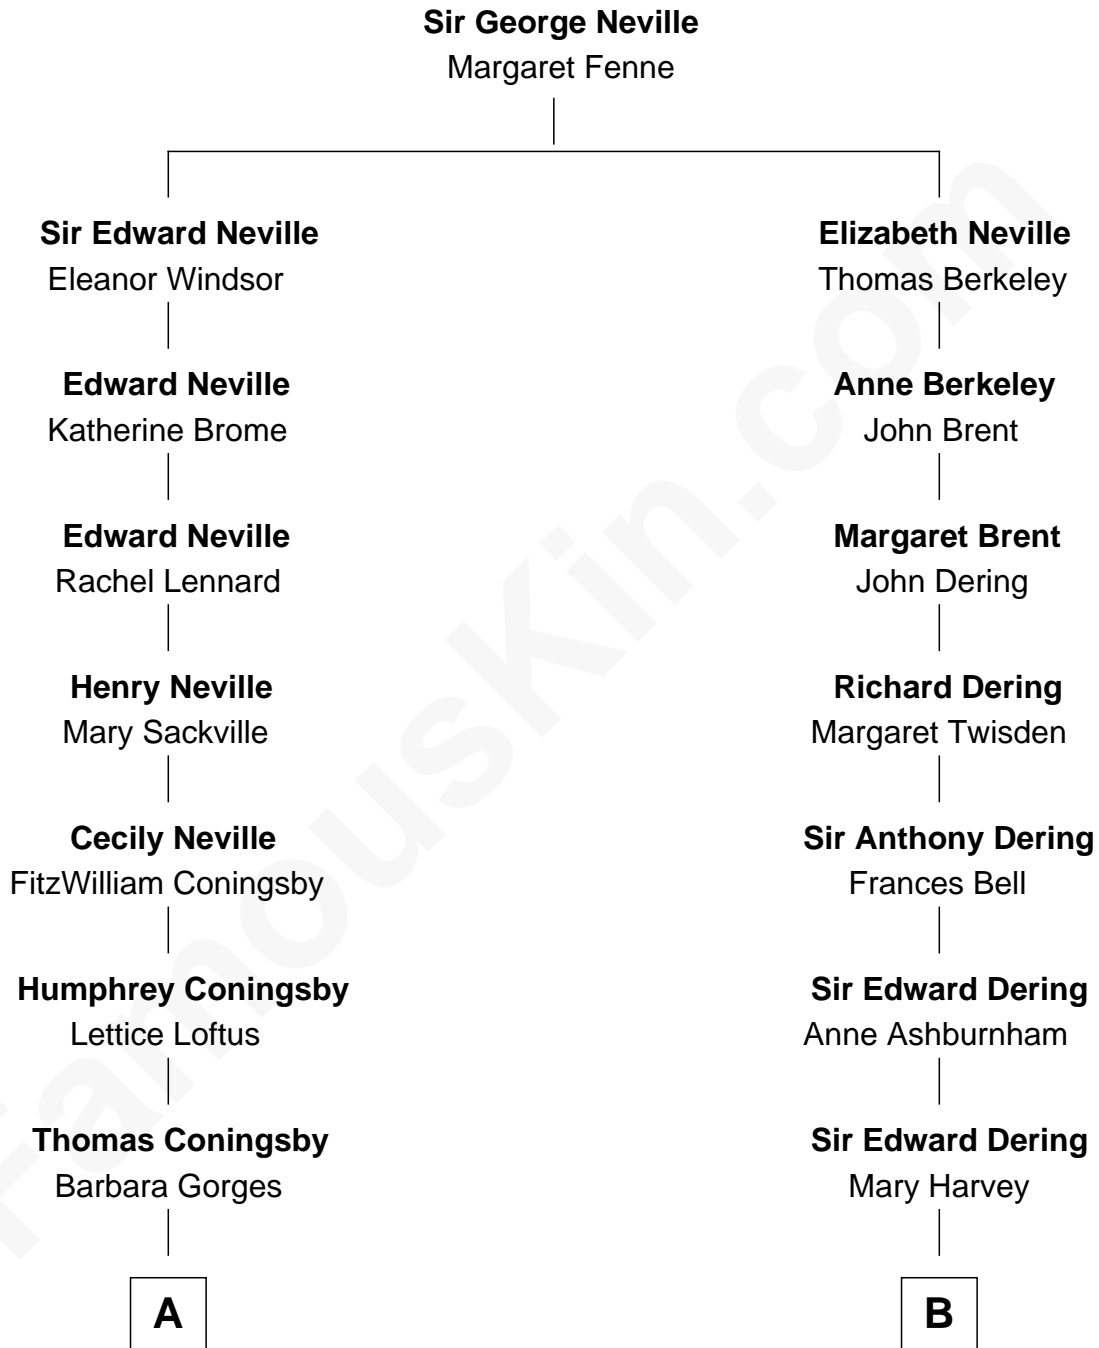 Sir George Neville
Margaret Fenne
Sir Edward Neville
Eleanor Windsor
Elizabeth Neville
Thomas Berkeley
Edward Neville
Katherine Brome
Anne Berkeley
John Brent
Edward Neville
Rachel Lennard
Margaret Brent
John Dering
Henry Neville
Mary Sackville
Richard Dering
Margaret Twisden
Cecily Neville
FitzWilliam Coningsby
Sir Anthony Dering
Frances Bell
Humphrey Coningsby
Lettice Loftus
Sir Edward Dering
Anne Ashburnham
Thomas Coningsby
Barbara Gorges
Sir Edward Dering
Mary Harvey
A
B
FamousKin.com